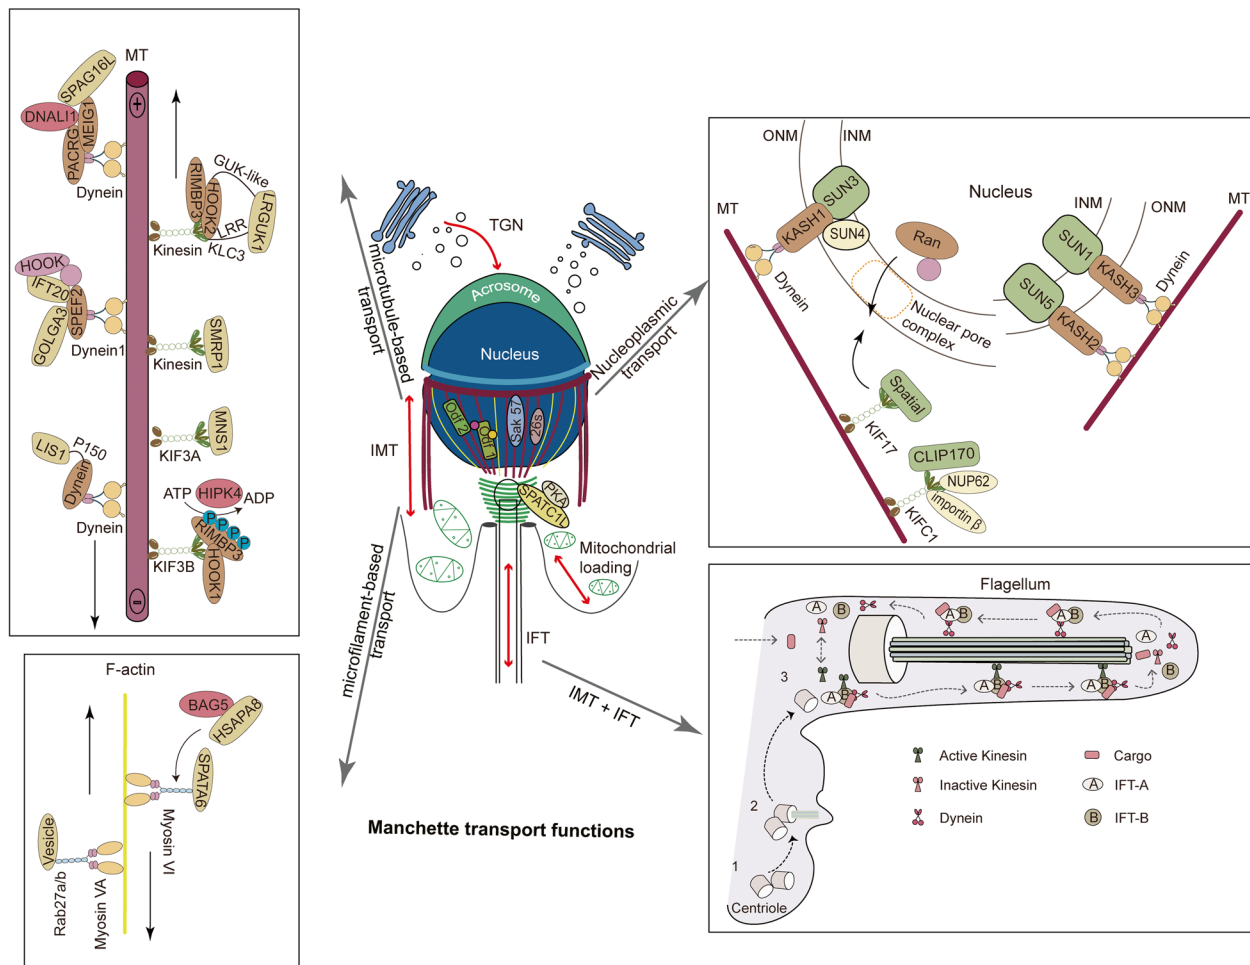 MT
+
SPAG16L
DNALI1
MEIG1
PACRG
Dynein
GUK-like
RIMBP3
HOOK2
LRGUK1
LRR
KLC3
Kinesin
HOOK
IFT20
SPEF2
GOLGA3
Dynein1
Kinesin
SMRP1
MNS1
KIF3A
LIS1
P150
Dynein
Dynein
ATP
HIPK4
ADP
P
P
P
P
RIMBP3
HOOK1
KIF3B
-
F-actin
BAG5
HSAPA8
SPATA6
Myosin VI
Vesicle
Rab27a/b
Myosin VA
TGN
microtubule-based
transport
Acrosome
Nucleus
Nucleoplasmic
transport
Odf 2
Odf 1
Sak 57
26s
IMT
PKA
SPATC1L
Mitochondrial
loading
microfilament-based
transport
IFT
IMT + IFT
Manchette transport functions
ONM
INM
Nucleus
MT
MT
SUN3
KASH1
SUN4
Dynein
Ran
INM
ONM
SUN1
KASH3
Dynein
SUN5
KASH2
Nuclear pore
complex
Spatial
KIF17
CLIP170
NUP62
importin β
KIFC1
Flagellum
A
B
A
B
A
B
A
B
A
B
A
B
A
B
3
2
1
Centriole
Active Kinesin
Cargo
Inactive Kinesin
A
IFT-A
Dynein
B
IFT-B